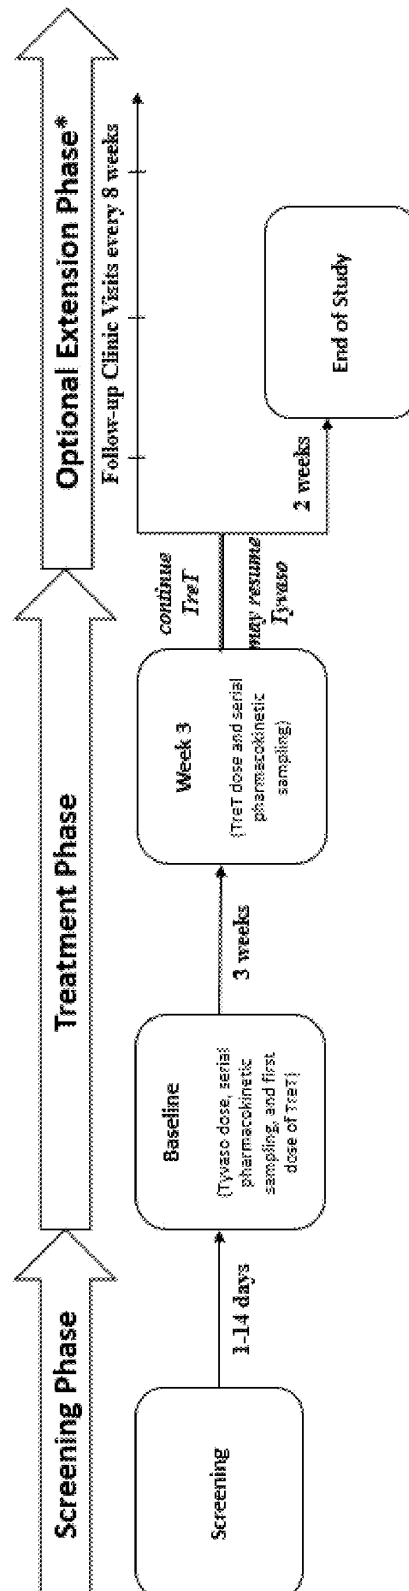 Screening Phase
Treatment Phase
Optional Extension Phase*
Follow-up Clinic Visits every 8 weeks
Screening
1-14 days
Baseline
(Tyvaso dose, serial
pharmacokinetic
sampling, and first
dose of TreT)
3 weeks
Week 3
(TreT dose and serial
pharmacokinetic
sampling)
continue
TreT
may resume
Tyvaso
2 weeks
End of Study